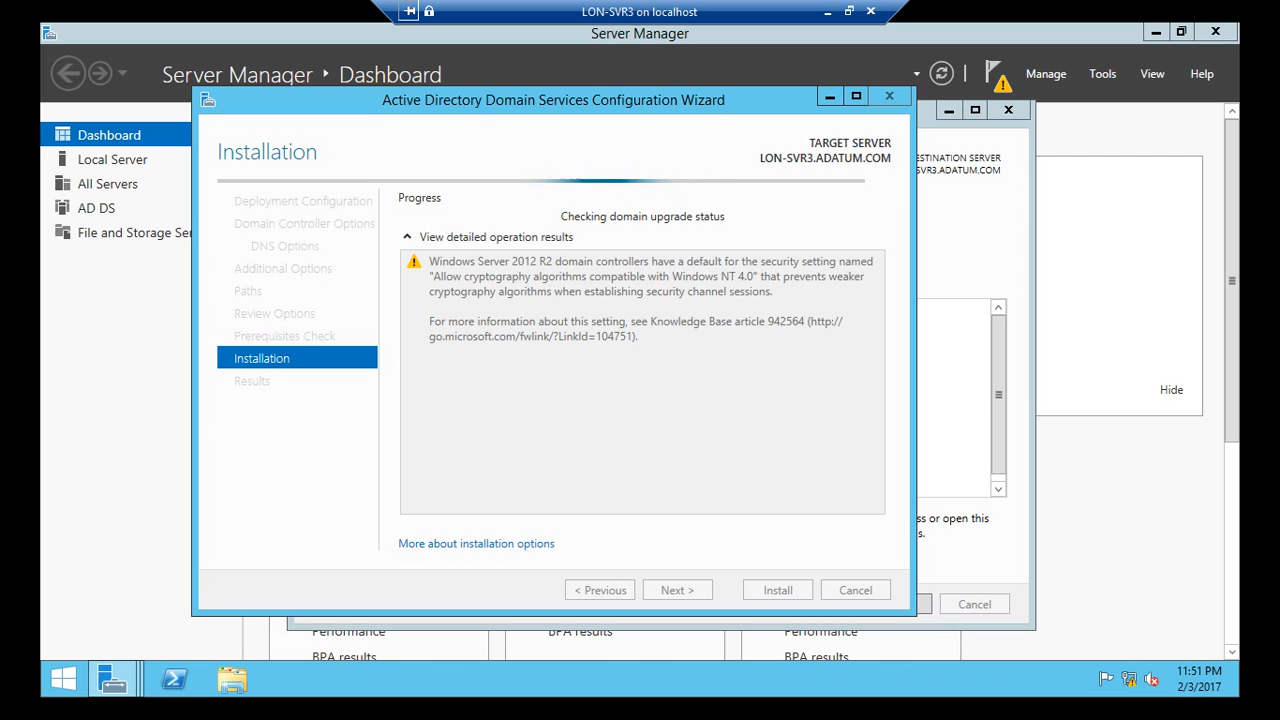 LON-SVR3 on localhost
Server Manager
Server Manager ‣ Dashboard
Manage Tools View Help
Active Directory Domain Services Configuration Wizard
Dashboard
Local Server
All Servers
AD DS
File and Storage Ser
Installation
TARGET SERVER
LON-SVR3.ADATUM.COM
ESTINATION SERVER
SVR3.ADATUM.COM
Deployment Configuration
Domain Controller Options
DNS Options
Additional Options
Paths
Review Options
Prerequisites Check
Installation
Results
Progress
Checking domain upgrade status
View detailed operation results
Windows Server 2012 R2 domain controllers have a default for the security setting named
"Allow cryptography algorithms compatible with Windows NT 4.0" that prevents weaker
cryptography algorithms when establishing security channel sessions.
For more information about this setting, see Knowledge Base article 942564 (http://
go.microsoft.com/fwlink/?LinkId=104751).
More about installation options
< Previous Next > Install Cancel
Hide
ss or open this
s.
Cancel
Performance BPA results Performance
BPA results BPA results
11:51 PM
2/3/2017